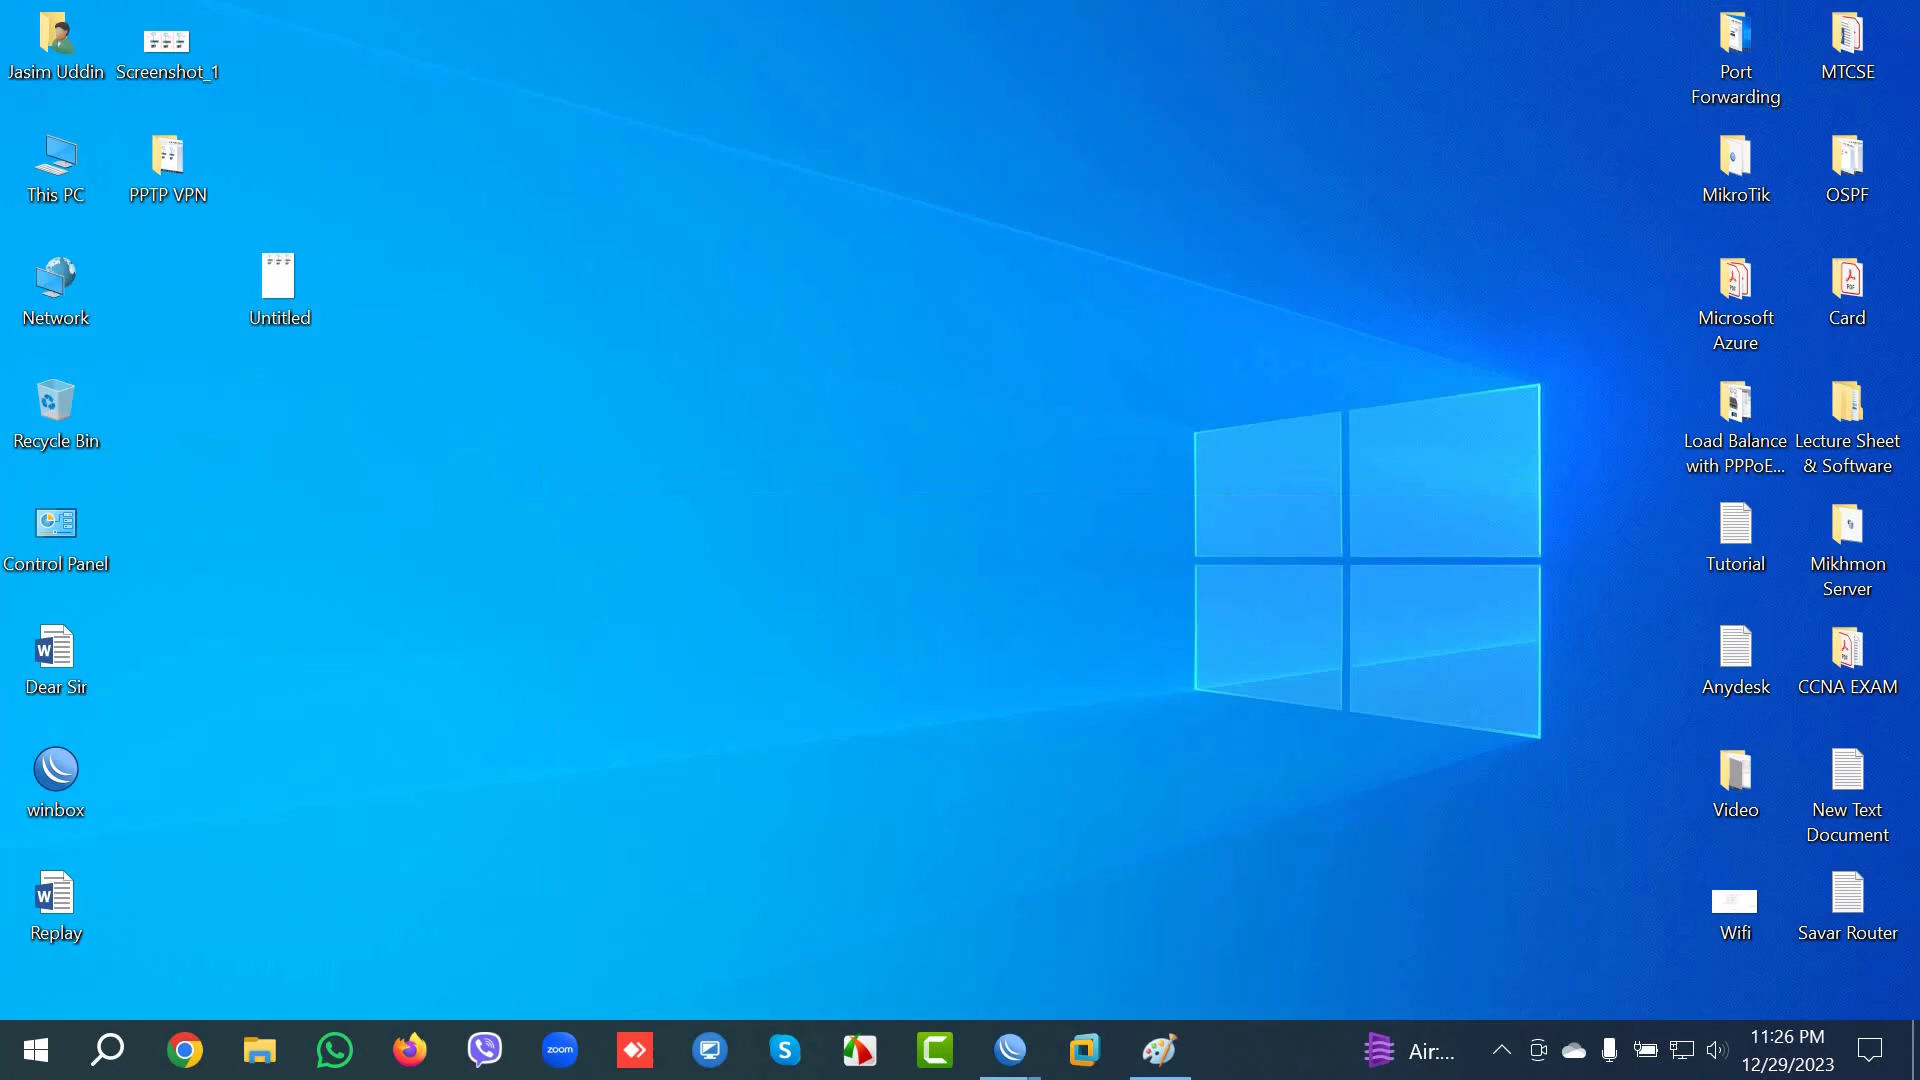 Jasim Uddin
Screenshot_1
This PC
PPTP VPN
Network
Untitled
Recycle Bin
Control Panel
Dear Sir
winbox
Replay
Port
Forwarding
MTCSE
MikroTik
OSPF
Microsoft
Azure
Card
Load Balance
with PPPoE...
Lecture Sheet
& Software
Tutorial
Mikhmon
Server
Anydesk
CCNA EXAM
Video
New Text
Document
Wifi
Savar Router
zoom
Air:...
11:26 PM
12/29/2023